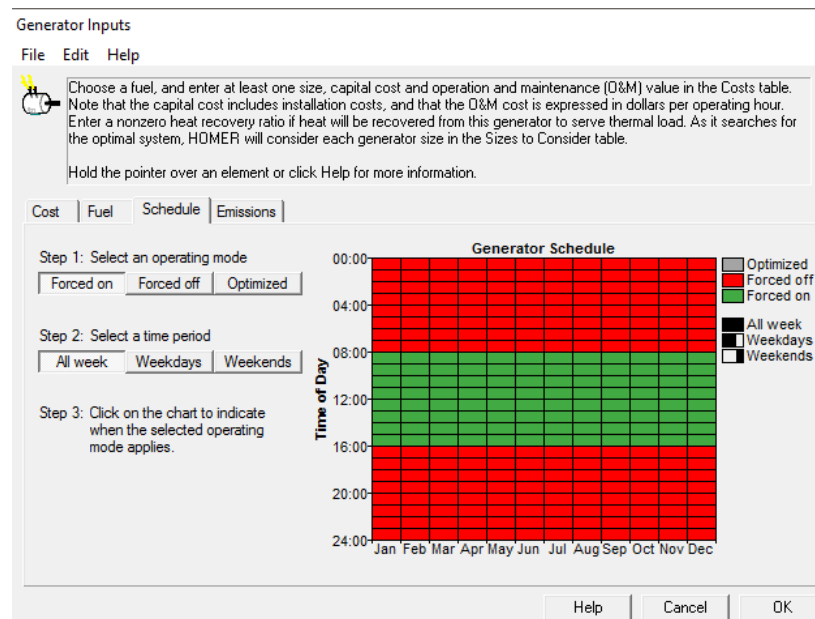 Generator Inputs
File Edit Help
Choose a fuel, and enter at least one size, capital cost and operation and maintenance (O&M) value in the Costs table.
Note that the capital cost includes installation costs, and that the O&M cost is expressed in dollars per operating hour.
Enter a nonzero heat recovery ratio if heat will be recovered from this generator to serve thermal load. As it searches for
the optimal system, HOMER will consider each generator size in the Sizes to Consider table.
Hold the pointer over an element or click Help for more information.
Cost Fuel Schedule Emissions
Step 1: Select an operating mode
Forced on Forced off Optimized
Step 2: Select a time period
All week Weekdays Weekends
Step 3: Click on the chart to indicate
when the selected operating
mode applies.
Generator Schedule
Time of Day
00:00
04:00
08:00
12:00
16:00
20:00
24:00
Jan Feb Mar Apr May Jun Jul Aug Sep Oct Nov Dec
Optimized
Forced off
Forced on
All week
Weekdays
Weekends
Help Cancel OK